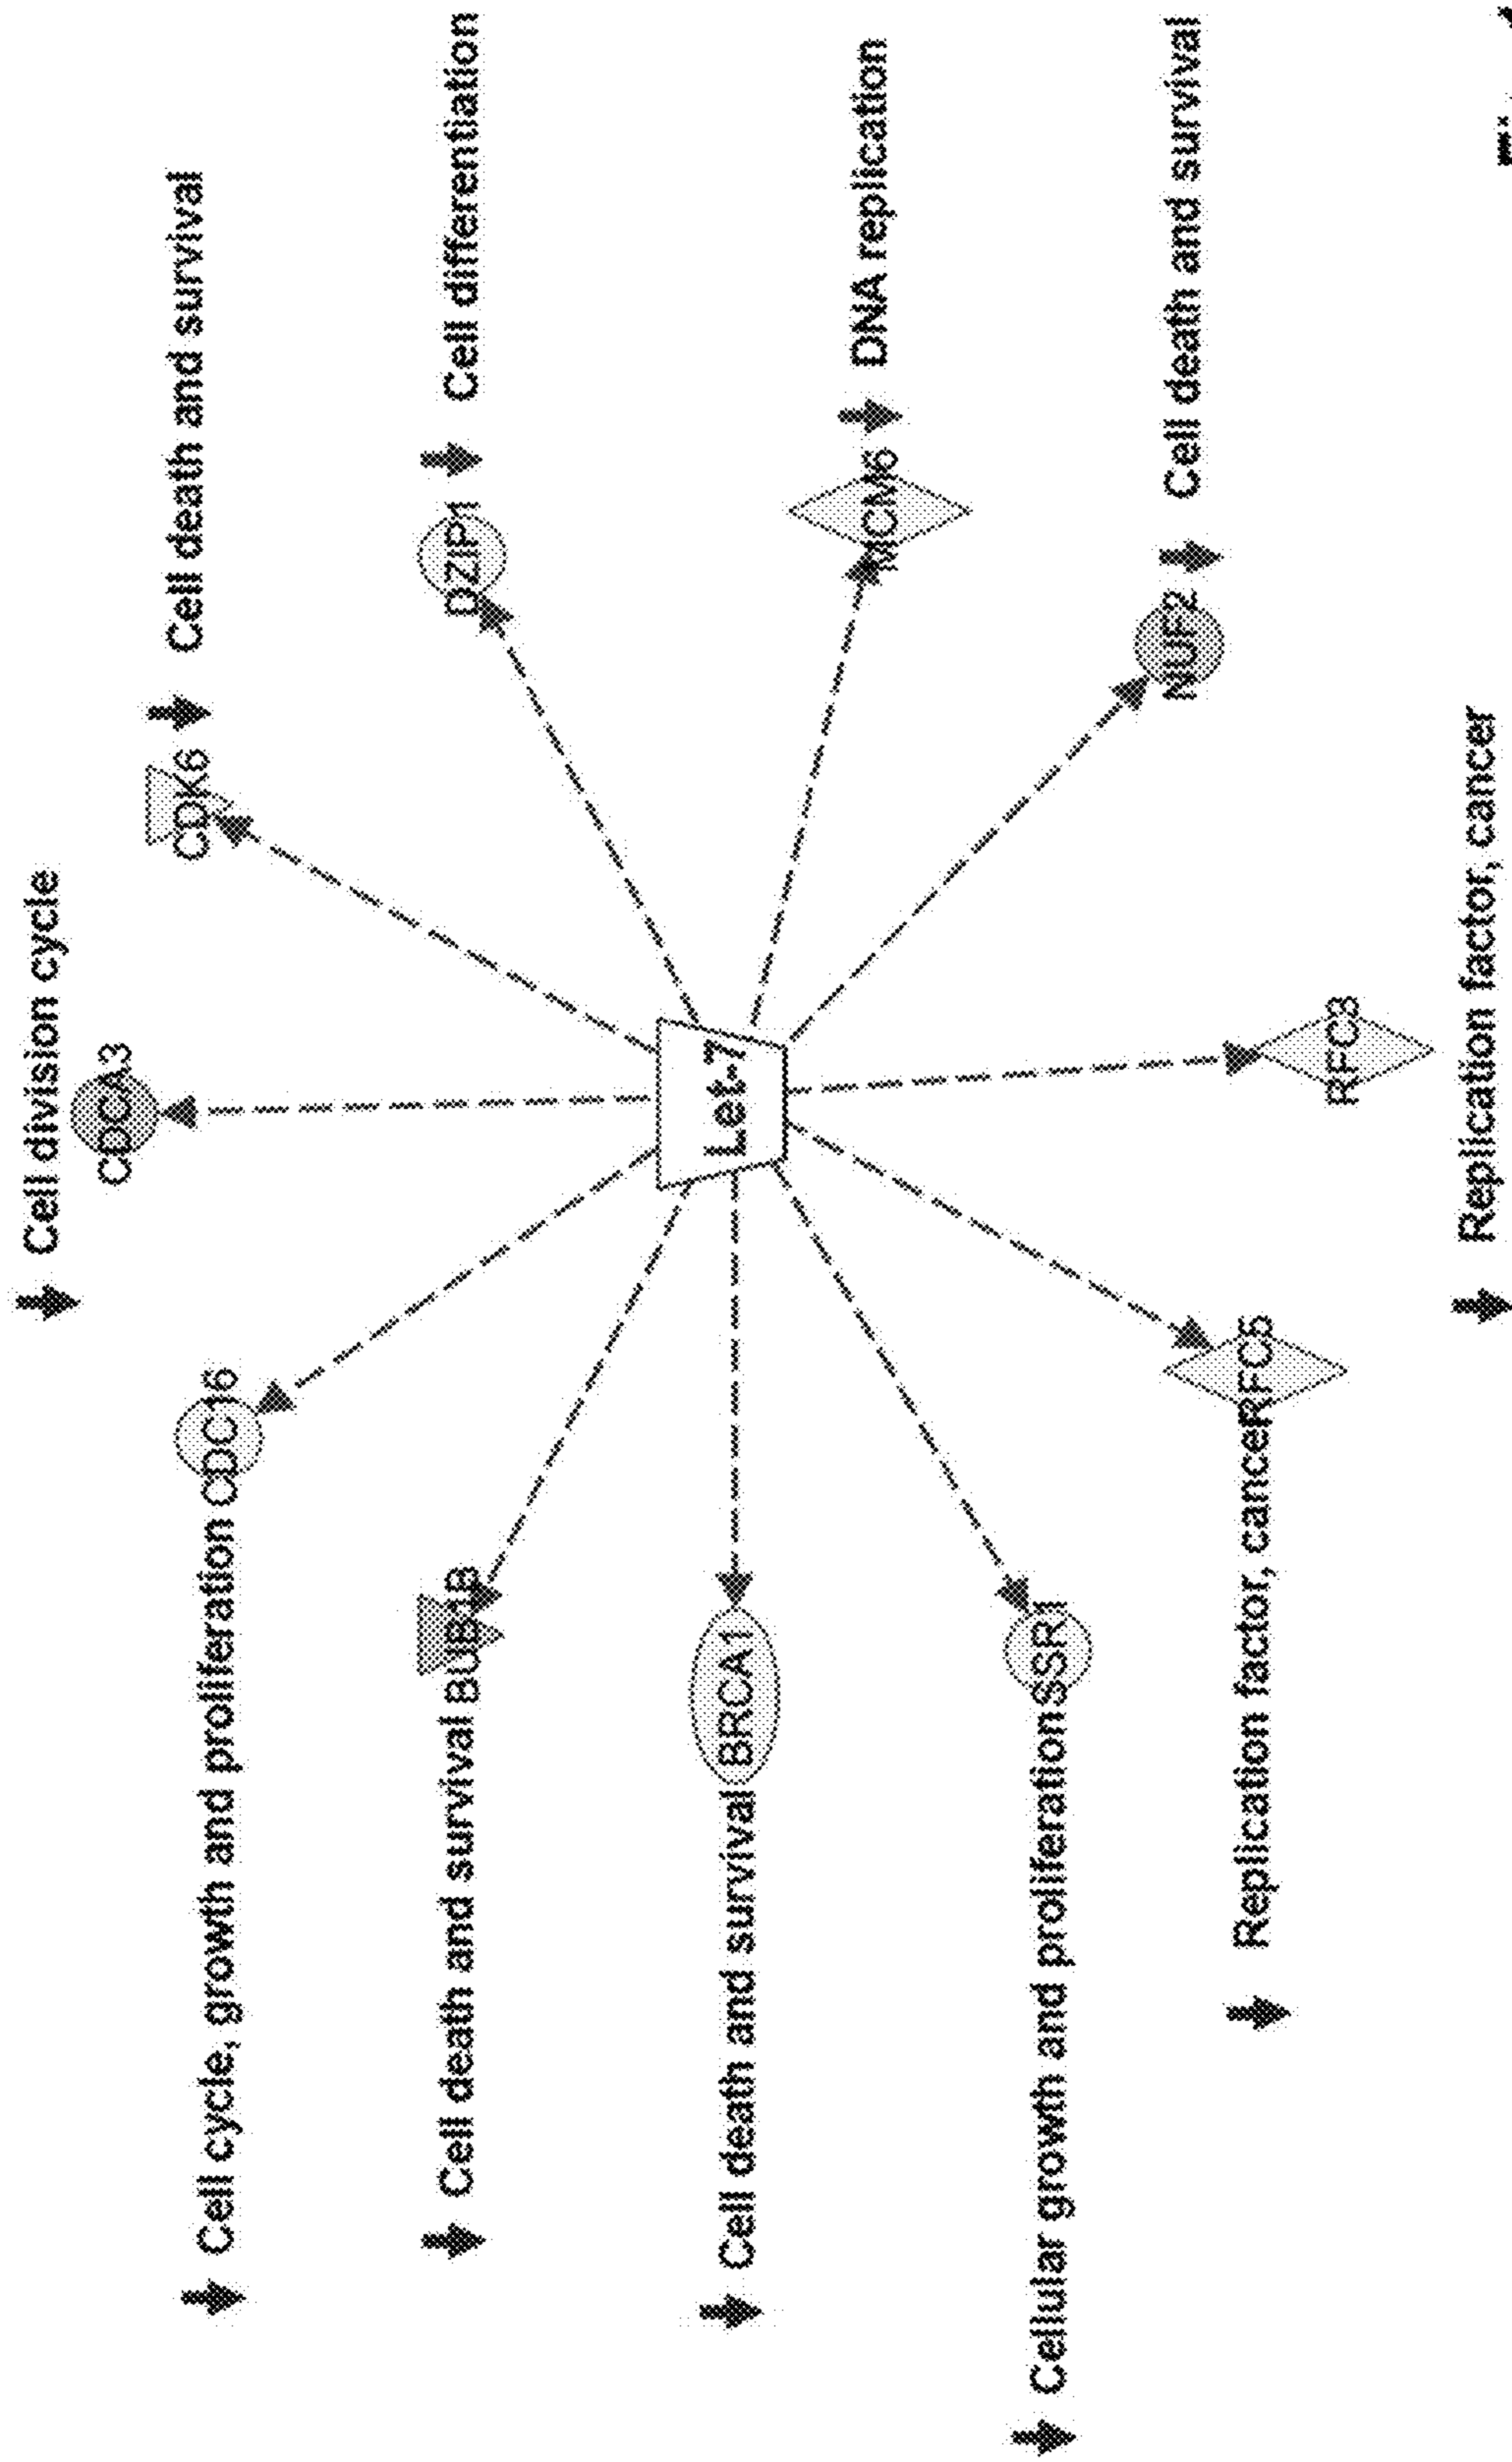 Cell division cycle
CDCA3
CDK6 Cell death and survival
Cell cycle, growth and proliferation CDC16
DZIP1 Cell differentiation
Cell death and survival BUB1B
Let-7
Cell death and survival BRCA1
MCM6 DNA replication
Cellular growth and proliferation SSR1
NUF2 Cell death and survival
Replication factor, cancer RFC5
RFC3
Replication factor, cancer